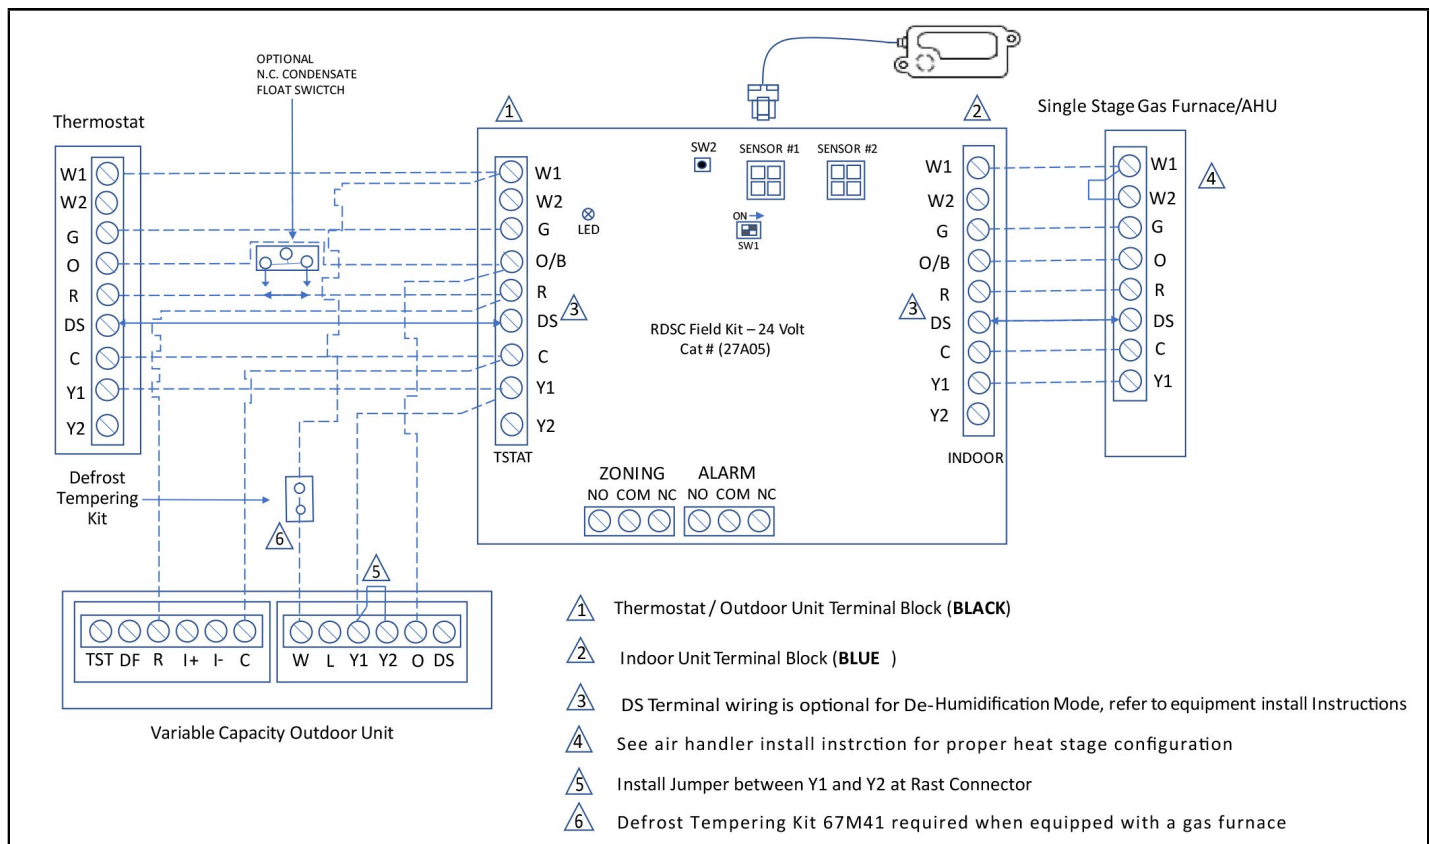 OPTIONAL
N.C. CONDENSATE
FLOAT SWICTCH
Thermostat
W1
W2
G
O
R
DS
C
Y1
Y2
1
W1
W2
G
O/B
R
DS
C
Y1
Y2
TSTAT
3
LED
SW2
SENSOR #1
SENSOR #2
ON
SW1
RDSC Field Kit – 24 Volt
Cat # (27A05)
ZONING
NO COM NC
ALARM
NO COM NC
2
W1
W2
G
O/B
R
3
DS
C
Y1
Y2
INDOOR
Single Stage Gas Furnace/AHU
W1
W2
G
O
R
DS
C
Y1
4
Defrost
Tempering
Kit
6
5
TST DF R I+ I- C
W L Y1 Y2 O DS
Variable Capacity Outdoor Unit
1 Thermostat / Outdoor Unit Terminal Block (BLACK)
2 Indoor Unit Terminal Block (BLUE )
3 DS Terminal wiring is optional for De-Humidification Mode, refer to equipment install Instructions
4 See air handler install instrction for proper heat stage configuration
5 Install Jumper between Y1 and Y2 at Rast Connector
6 Defrost Tempering Kit 67M41 required when equipped with a gas furnace